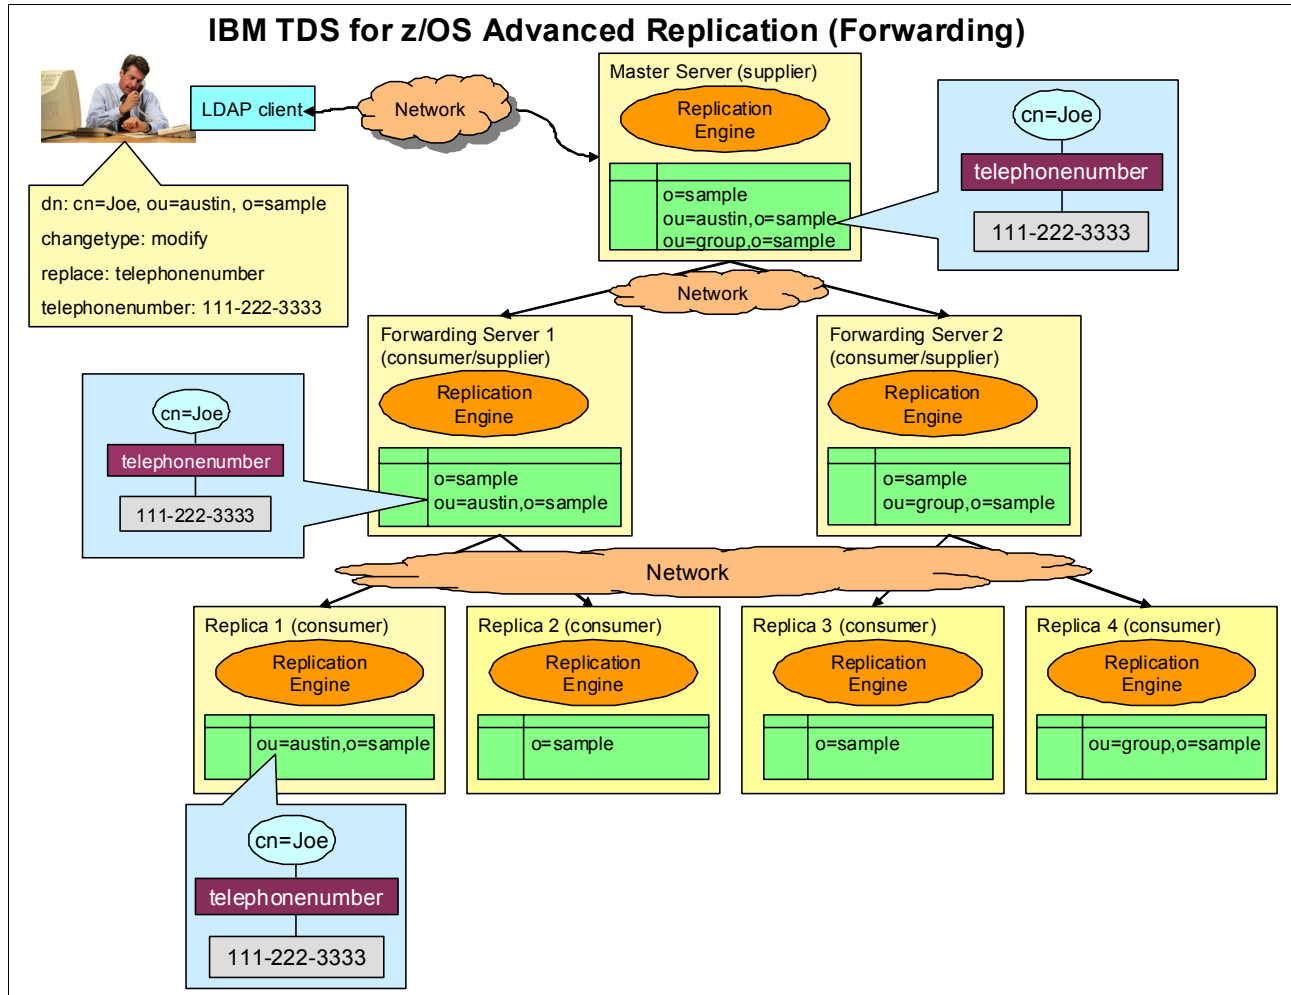 IBM TDS for z/OS Advanced Replication (Forwarding)
LDAP client
Network
Master Server (supplier)
Replication
Engine
o=sample
ou=austin,o=sample
ou=group,o=sample
cn=Joe
telephonenumber
111-222-3333
dn: cn=Joe, ou=austin, o=sample
changetype: modify
replace: telephonenumber
telephonenumber: 111-222-3333
Network
Forwarding Server 1
(consumer/supplier)
Replication
Engine
o=sample
ou=austin,o=sample
cn=Joe
telephonenumber
111-222-3333
Forwarding Server 2
(consumer/supplier)
Replication
Engine
o=sample
ou=group,o=sample
Network
Replica 1 (consumer)
Replication
Engine
ou=austin,o=sample
Replica 2 (consumer)
Replication
Engine
o=sample
Replica 3 (consumer)
Replication
Engine
o=sample
Replica 4 (consumer)
Replication
Engine
ou=group,o=sample
cn=Joe
telephonenumber
111-222-3333